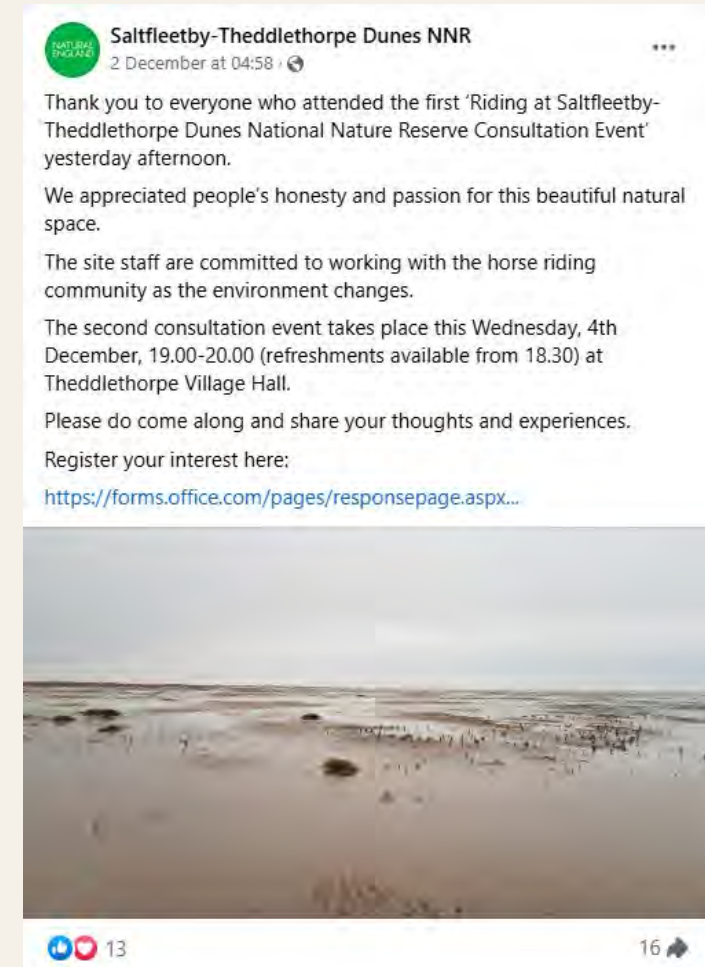 NATURAL
ENGLAND
Saltfleetby-Theddlethorpe Dunes NNR
2 December at 04:58 ·
Thank you to everyone who attended the first ‘Riding at Saltfleetby-
Theddlethorpe Dunes National Nature Reserve Consultation Event’
yesterday afternoon.
We appreciated people's honesty and passion for this beautiful natural
space.
The site staff are committed to working with the horse riding
community as the environment changes.
The second consultation event takes place this Wednesday, 4th
December, 19.00-20.00 (refreshments available from 18.30) at
Theddlethorpe Village Hall.
Please do come along and share your thoughts and experiences.
Register your interest here:
https://forms.office.com/pages/responsepage.aspx...
13
16